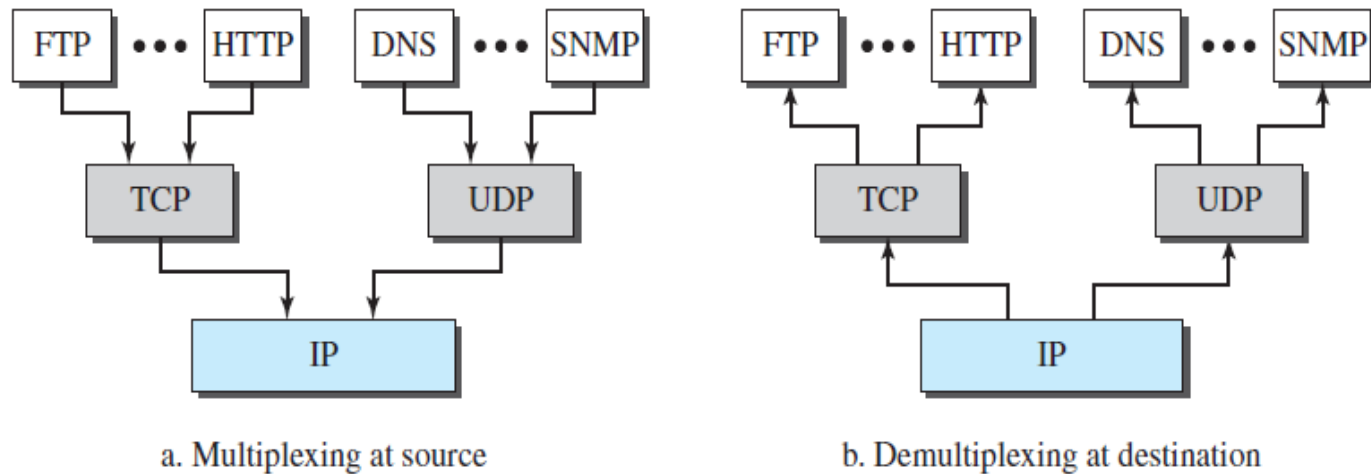 FTP ••• HTTP DNS ••• SNMP FTP ••• HTTP DNS ••• SNMP
TCP UDP TCP UDP
IP IP
a. Multiplexing at source b. Demultiplexing at destination